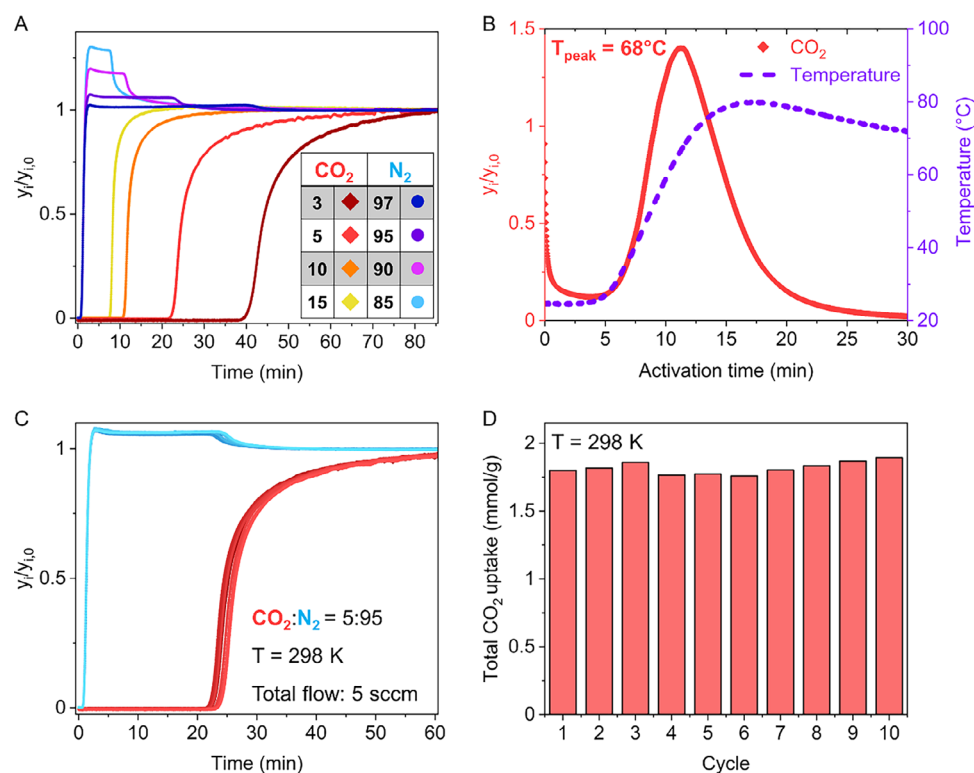 A
y_i/y_{i,0}
1
0.5
0
CO₂ N₂
3 97
5 95
10 90
15 85
0 10 20 30 40 50 60 70 80
Time (min)
B
T_peak = 68°C
CO₂
Temperature
y_i/y_{i,0}
1.5
1
0.5
0
100
80
60
40
20
Temperature (°C)
0 5 10 15 20 25 30
Activation time (min)
C
y_i/y_{i,0}
1
0.5
0
CO₂:N₂ = 5:95
T = 298 K
Total flow: 5 sccm
0 10 20 30 40 50 60
Time (min)
D
T = 298 K
Total CO₂ uptake (mmol/g)
2
1.5
1
0.5
0
1 2 3 4 5 6 7 8 9 10
Cycle